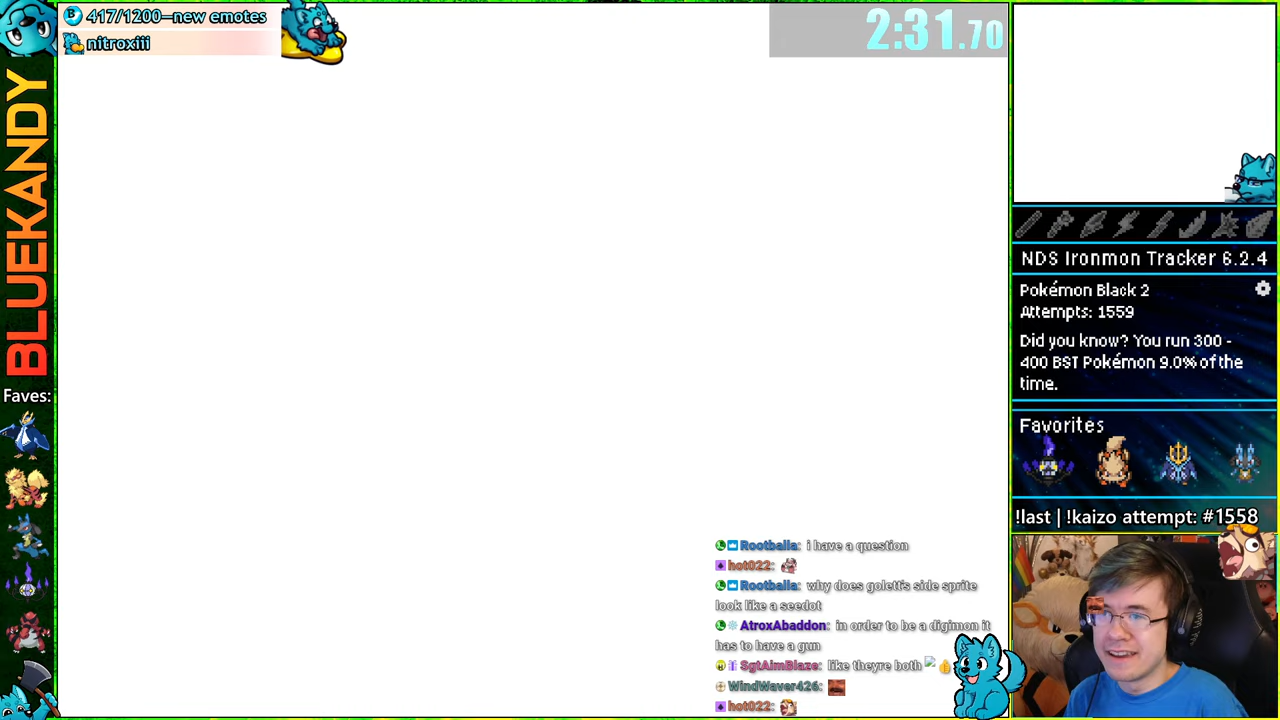 417/1200—new emotes
nitroxiii
BLUEKANDY
Faves:
2:31.70
NDS Ironmon Tracker 6.2.4
Pokémon Black 2
Attempts: 1559
Did you know? You run 300 -
400 BST Pokémon 9.0% of the
time.
Favorites
!last | !kaizo attempt: #1558
Rootballa: i have a question
hot022:
Rootballa: why does golett's side sprite
look like a seedot
AtroxAbaddon: in order to be a digimon it
has to have a gun
SgtAimBlaze: like theyre both
WindWaver426:
hot022: